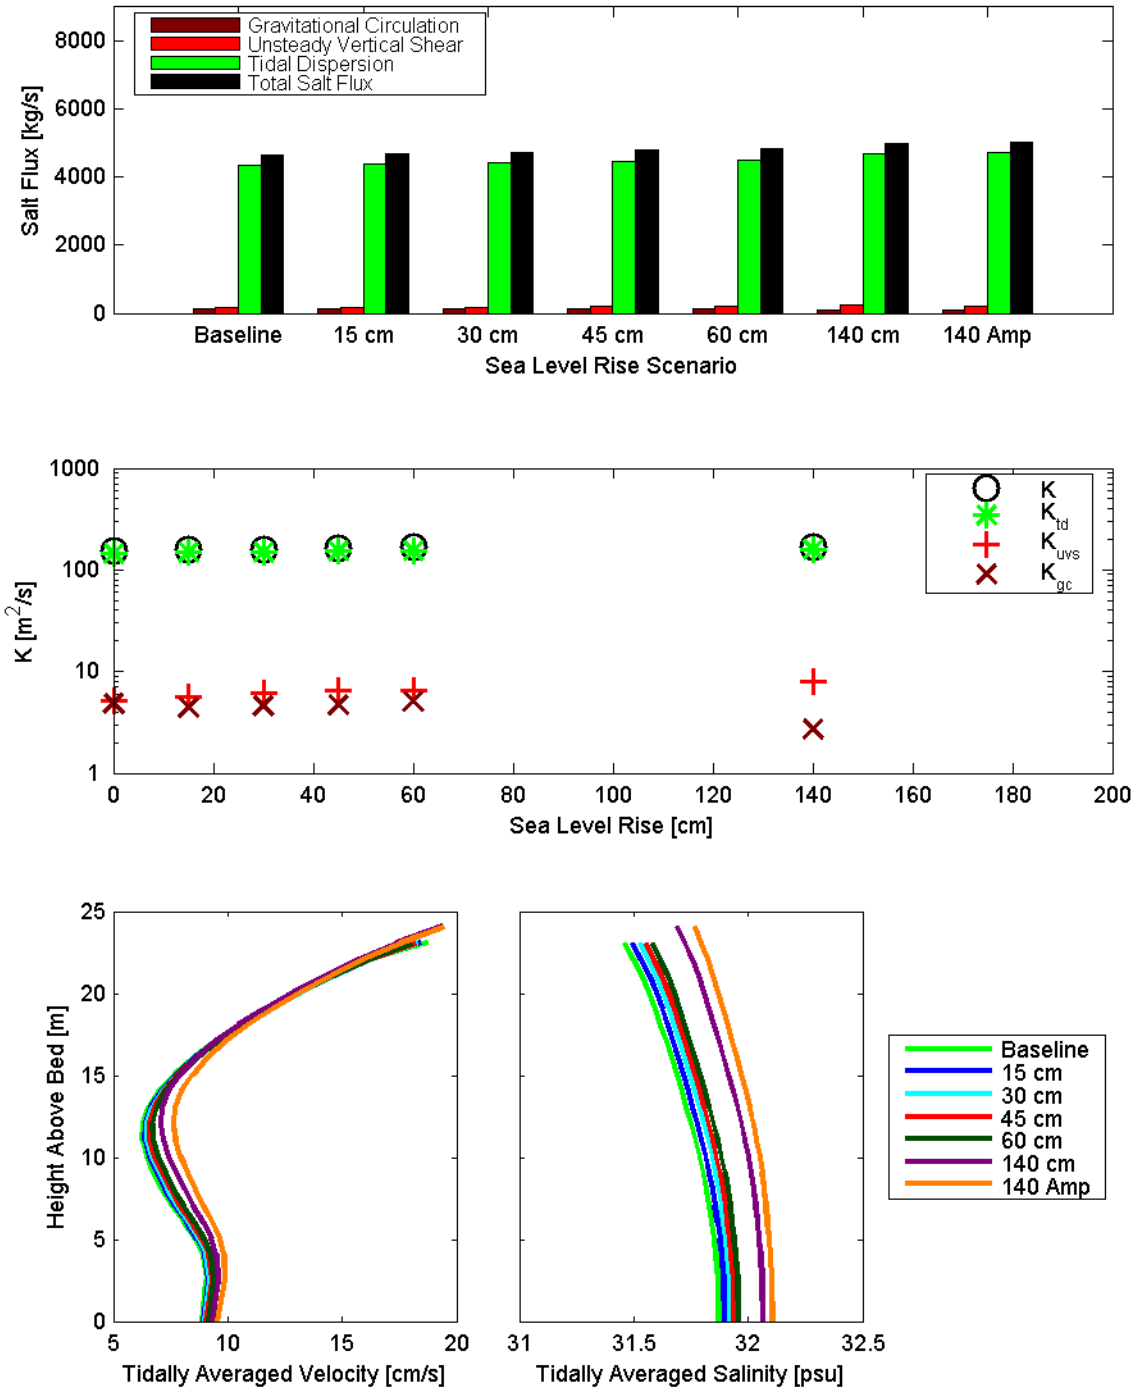 Gravitational Circulation
Unsteady Vertical Shear
Tidal Dispersion
Total Salt Flux
8000
6000
4000
2000
0
Salt Flux [kg/s]
Baseline 15 cm 30 cm 45 cm 60 cm 140 cm 140 Amp
Sea Level Rise Scenario
1000
100
10
1
K [m²/s]
K
K_td
K_uvs
K_gc
0 20 40 60 80 100 120 140 160 180 200
Sea Level Rise [cm]
25
20
15
10
5
0
Height Above Bed [m]
5 10 15 20
Tidally Averaged Velocity [cm/s]
31 31.5 32 32.5
Tidally Averaged Salinity [psu]
Baseline
15 cm
30 cm
45 cm
60 cm
140 cm
140 Amp